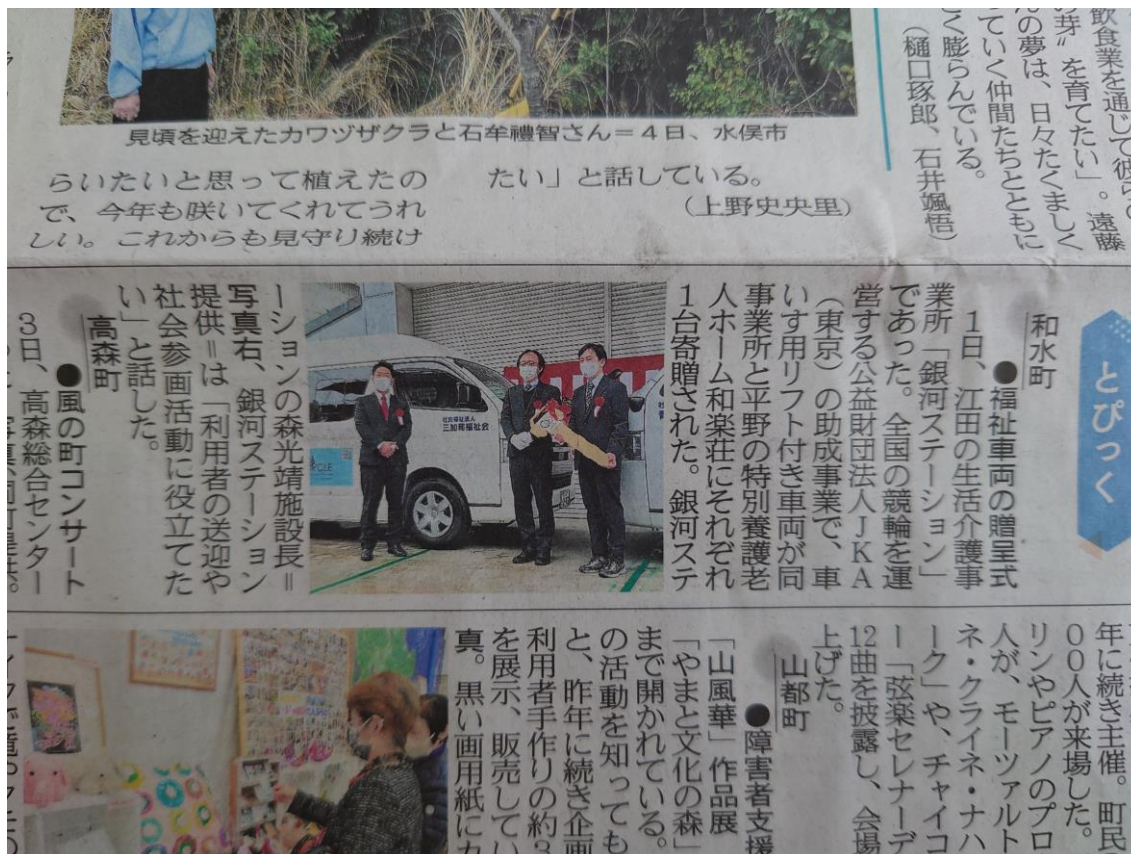 飲食業を通じて彼ら
の芽〟を育てたい」。遠藤
んの夢は、日々たくましく
っていく仲間たちとともに
く膨らんでいる。
（樋口琢郎、石井颯悟）
見頃を迎えたカワヅザクラと石牟禮智さん＝４日、水俣市
らいたいと思って植えたの
で、今年も咲いてくれてうれ
しい。これからも見守り続け
たい」と話している。
（上野史央里）
とぴっく
和水町
●福祉車両の贈呈式
１日、江田の生活介護事
業所「銀河ステーション」
であった。全国の競輪を運
営する公益財団法人ＪＫＡ
（東京）の助成事業で、車
いす用リフト付き車両が同
事業所と平野の特別養護老
人ホーム和楽荘にそれぞれ
１台寄贈された。銀河ステ
社会福祉法人
三加和福祉会
ーションの森光靖施設長＝
写真右、銀河ステーション
提供＝は「利用者の送迎や
社会参画活動に役立てた
い」と話した。
高森町
●風の町コンサート
３日、高森総合センター
年に続き主催。町民
００人が来場した。
リンやピアノのプロ
人が、モーツァルト
ネ・クライネ・ナハ
ーク」や、チャイコ
ー「弦楽セレナーデ
12曲を披露し、会場
上げた。
山都町
●障害者支援
「山風華」作品展
「やまと文化の森」
まで開かれている。
の活動を知っても
と、昨年に続き企画
利用者手作りの約３
を展示、販売してい
真。黒い画用紙にカ